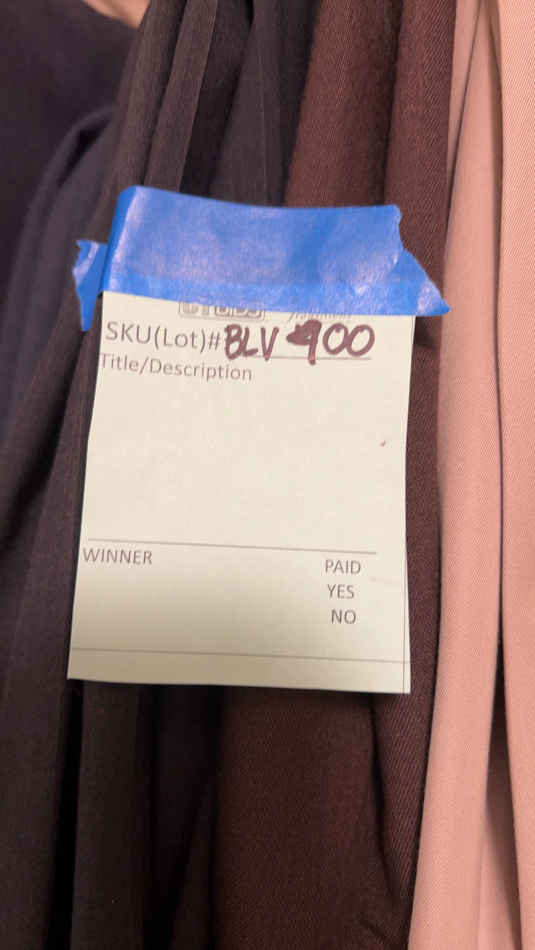 SKU(Lot)# BLV 900
Title/Description
WINNER
PAID
YES
NO